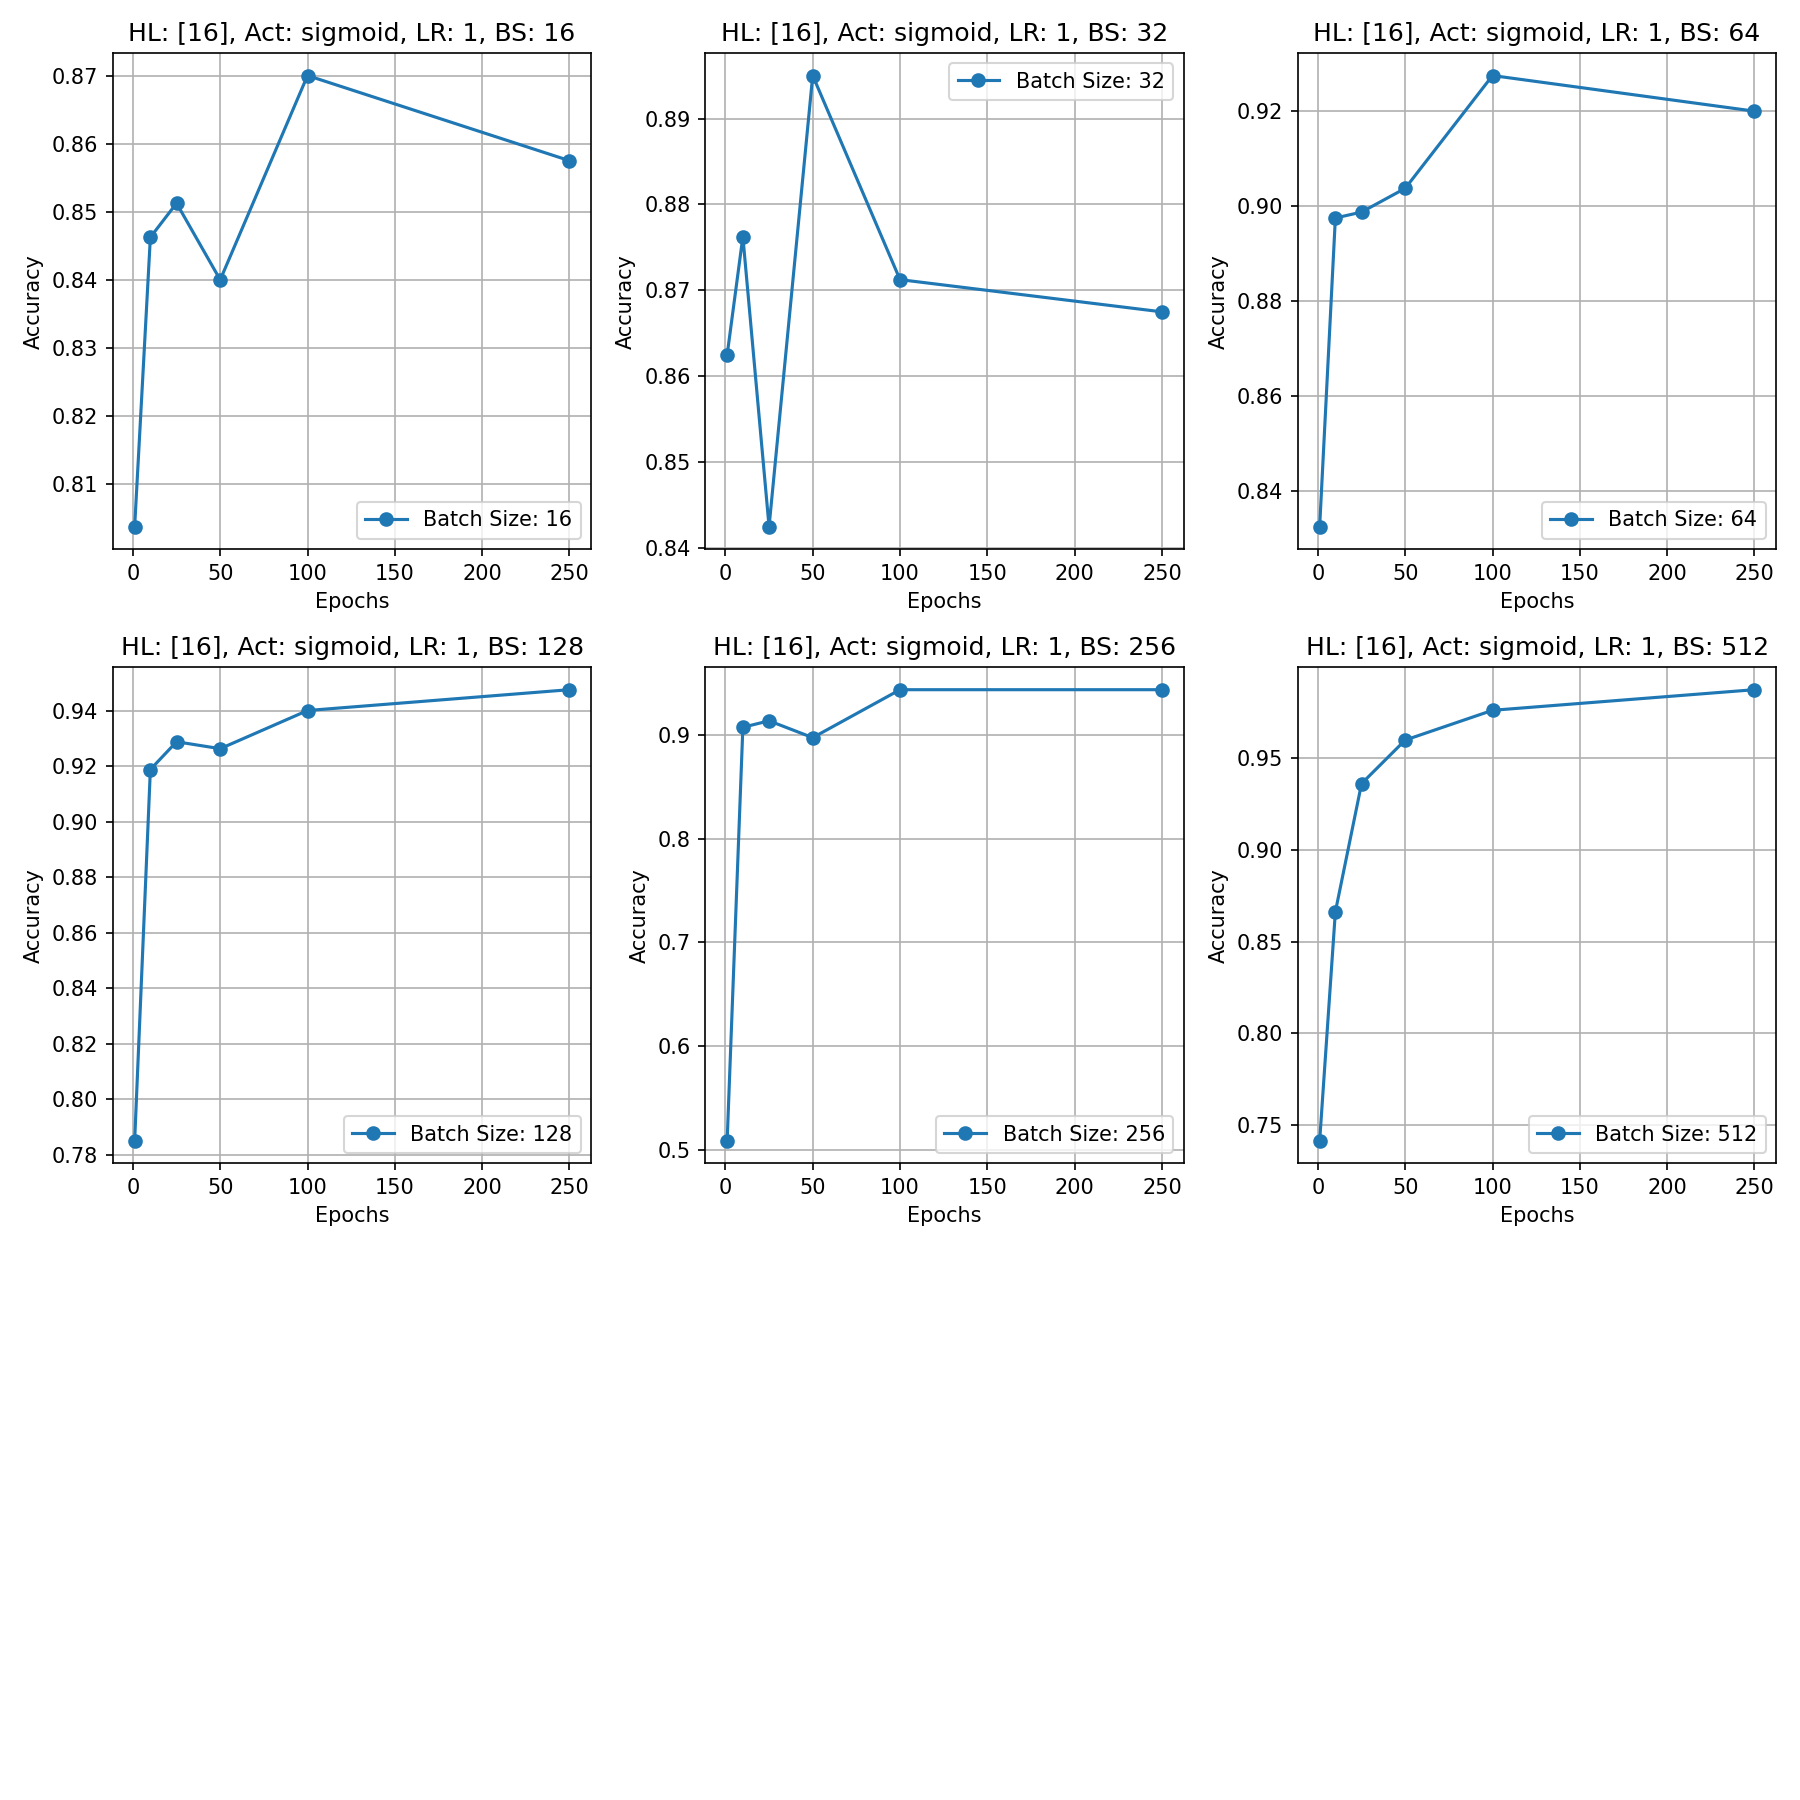 HL: [16], Act: sigmoid, LR: 1, BS: 16
0.87
0.86
0.85
0.84
0.83
0.82
0.81
Accuracy
Batch Size: 16
0 50 100 150 200 250
Epochs
HL: [16], Act: sigmoid, LR: 1, BS: 32
0.89
0.88
0.87
0.86
0.85
0.84
Accuracy
Batch Size: 32
0 50 100 150 200 250
Epochs
HL: [16], Act: sigmoid, LR: 1, BS: 64
0.92
0.90
0.88
0.86
0.84
Accuracy
Batch Size: 64
0 50 100 150 200 250
Epochs
HL: [16], Act: sigmoid, LR: 1, BS: 128
0.94
0.92
0.90
0.88
0.86
0.84
0.82
0.80
0.78
Accuracy
Batch Size: 128
0 50 100 150 200 250
Epochs
HL: [16], Act: sigmoid, LR: 1, BS: 256
0.9
0.8
0.7
0.6
0.5
Accuracy
Batch Size: 256
0 50 100 150 200 250
Epochs
HL: [16], Act: sigmoid, LR: 1, BS: 512
0.95
0.90
0.85
0.80
0.75
Accuracy
Batch Size: 512
0 50 100 150 200 250
Epochs